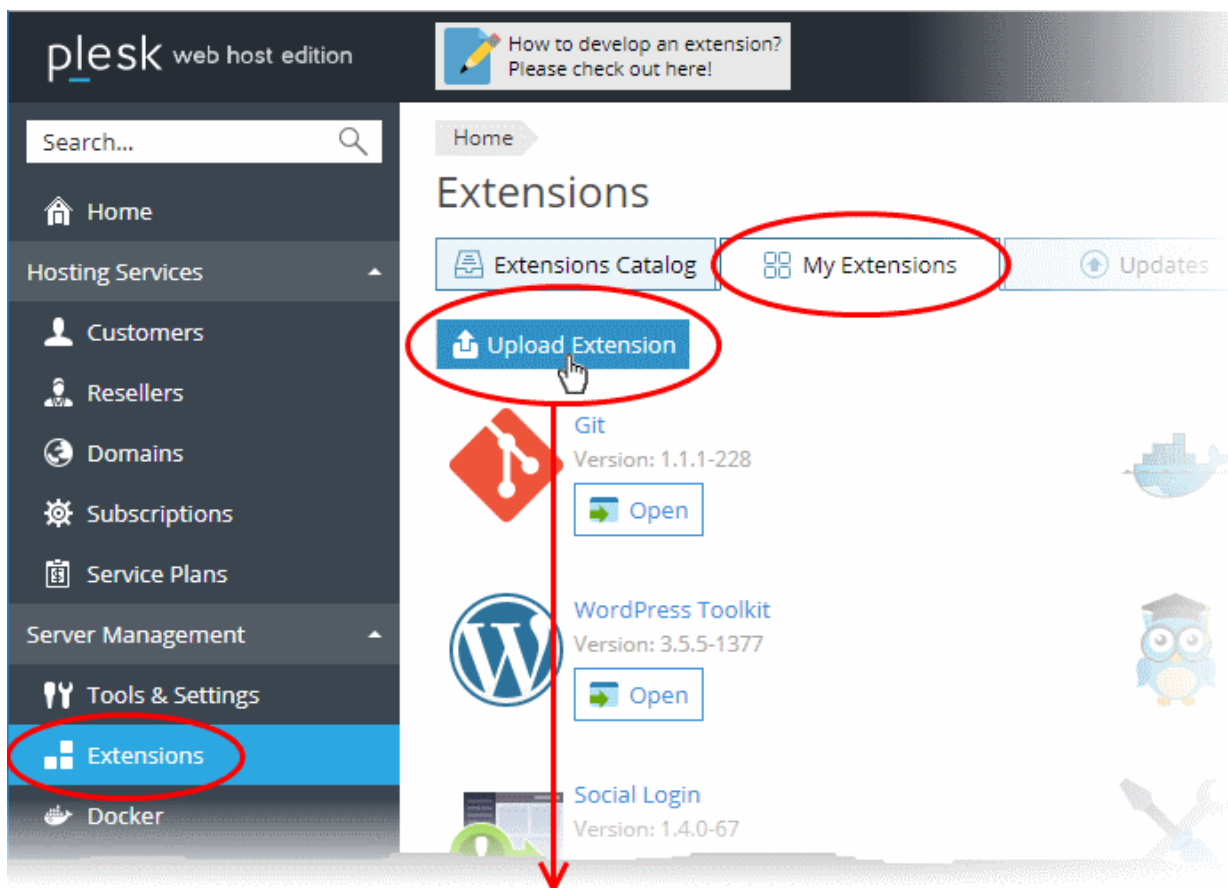 plesk web host edition
How to develop an extension?
Please check out here!
Search...
Home
Hosting Services
Customers
Resellers
Domains
Subscriptions
Service Plans
Server Management
Tools & Settings
Extensions
Docker
Home
Extensions
Extensions Catalog
My Extensions
Updates
Upload Extension
Git
Version: 1.1.1-228
Open
WordPress Toolkit
Version: 3.5.5-1377
Open
Social Login
Version: 1.4.0-67